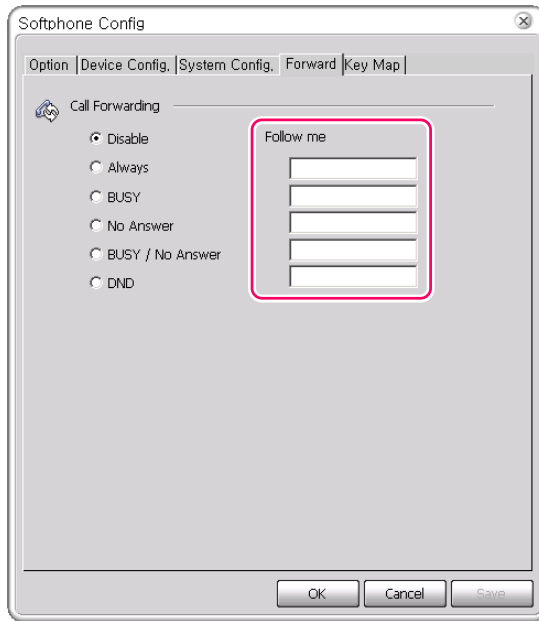 Softphone Config
Option Device Config, System Config, Forward Key Map
Call Forwarding
Disable Follow me
Always
BUSY
No Answer
BUSY / No Answer
DND
OK Cancel Save